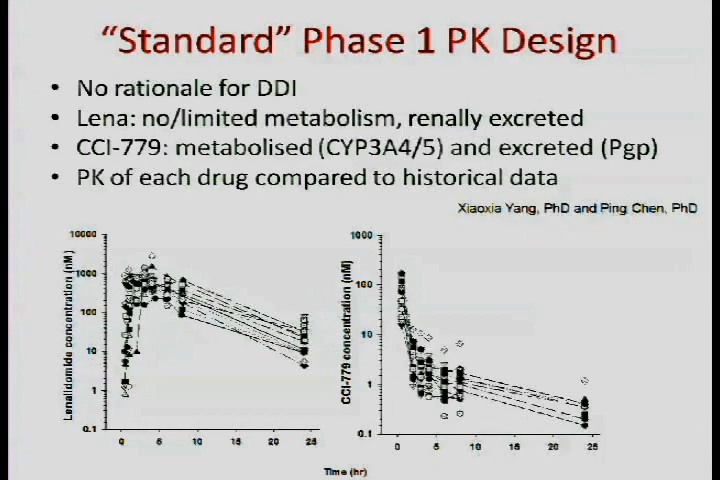 “Standard” Phase 1 PK Design
• No rationale for DDI
• Lena: no/limited metabolism, renally excreted
• CCI-779: metabolised (CYP3A4/5) and excreted (Pgp)
• PK of each drug compared to historical data
Xiaoxia Yang, PhD and Ping Chen, PhD
Lenalidomide concentration (nM)
10000
1000
100
10
1
0.1
0 5 10 15 20 25
CCI-779 concentration (nM)
1000
100
10
1
0.1
0 5 10 15 20 25
Time (hr)